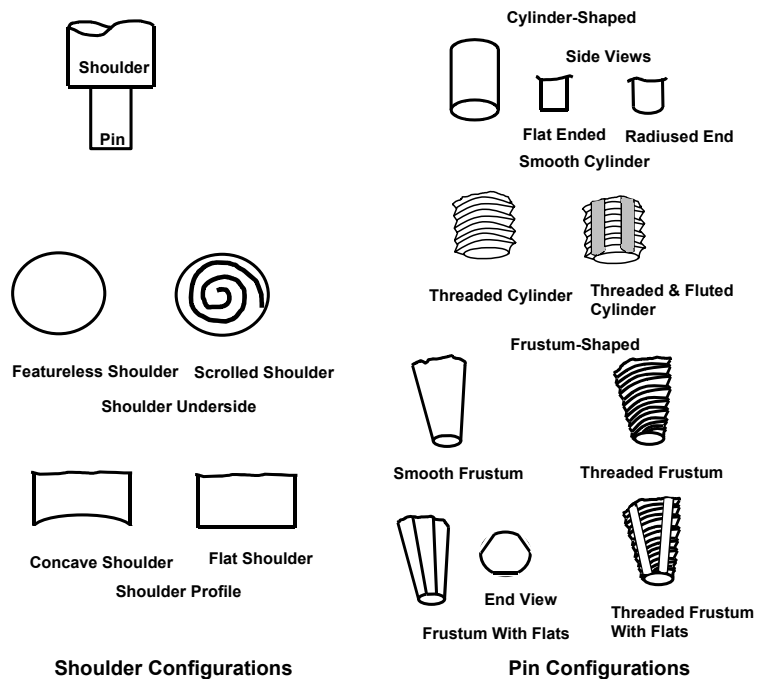 Shoulder
Pin
Featureless Shoulder
Scrolled Shoulder
Shoulder Underside
Concave Shoulder
Flat Shoulder
Shoulder Profile
Shoulder Configurations
Cylinder-Shaped
Side Views
Flat Ended
Radiused End
Smooth Cylinder
Threaded Cylinder
Threaded & Fluted
Cylinder
Frustum-Shaped
Smooth Frustum
Threaded Frustum
End View
Frustum With Flats
Threaded Frustum
With Flats
Pin Configurations